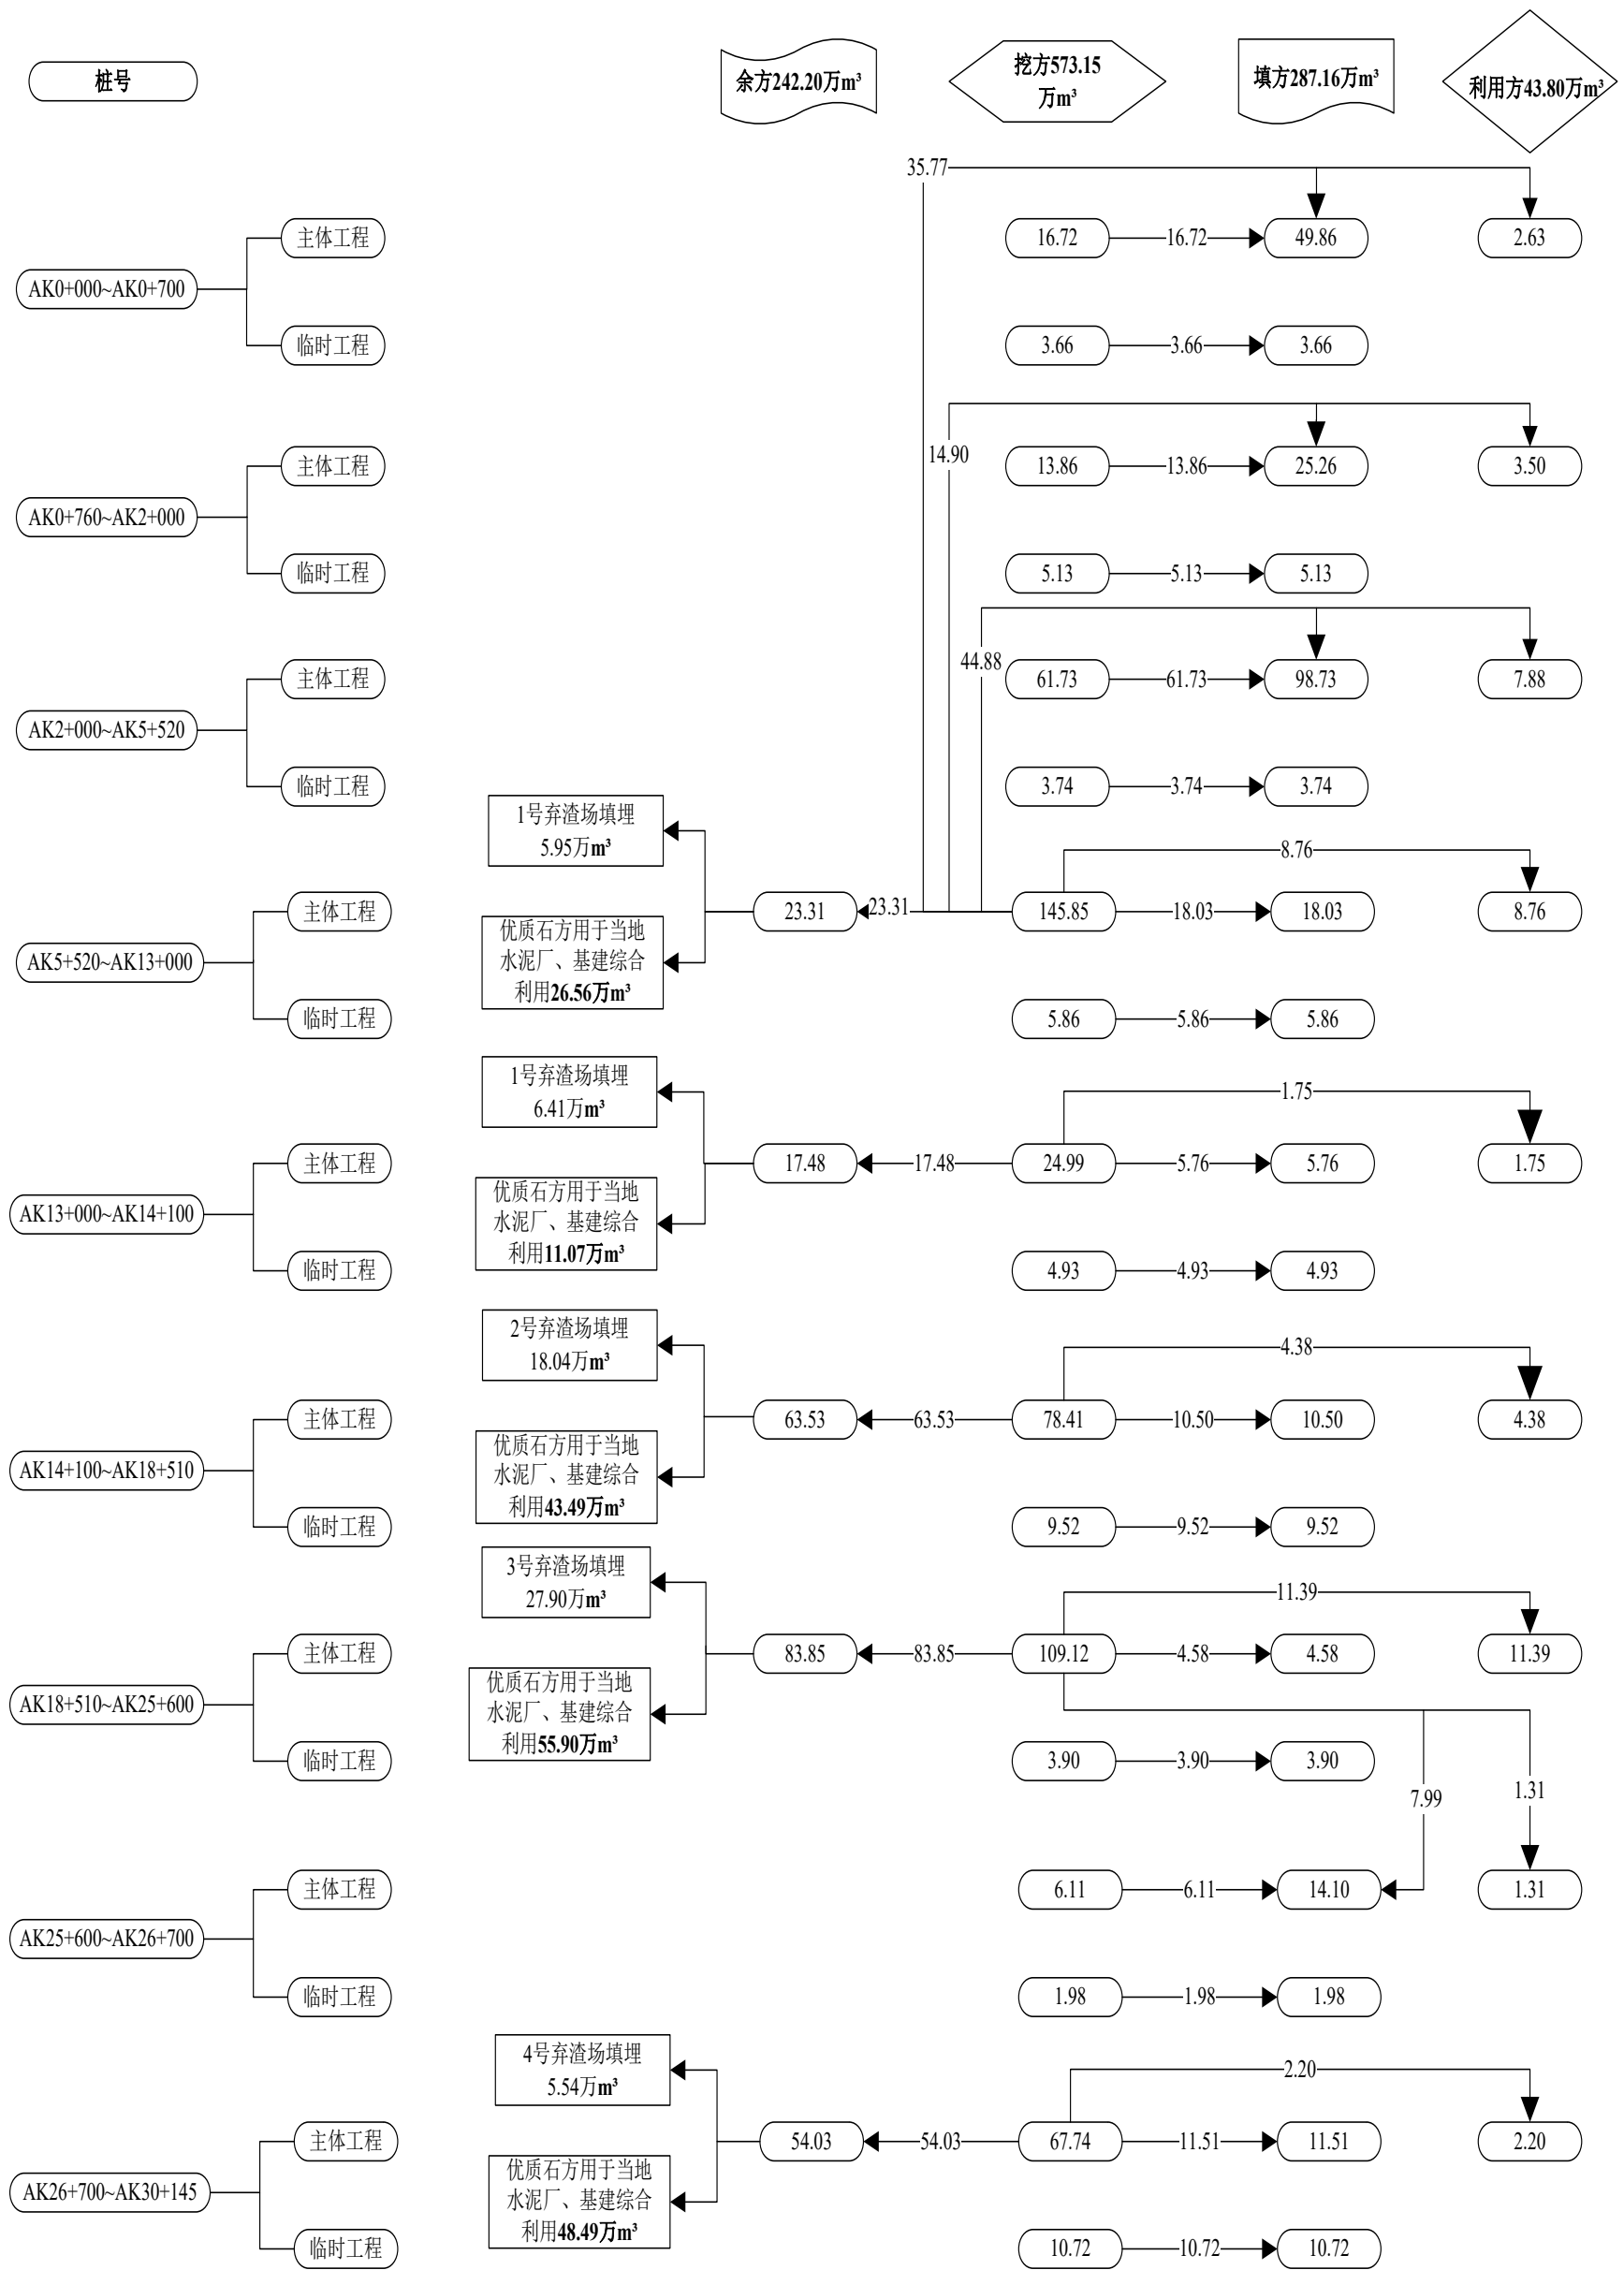 桩号
余方242.20万m³
挖方573.15
万m³
填方287.16万m³
利用方43.80万m³
35.77
主体工程
16.72
16.72
49.86
2.63
AK0+000~AK0+700
临时工程
3.66
3.66
3.66
14.90
主体工程
13.86
13.86
25.26
3.50
AK0+760~AK2+000
临时工程
5.13
5.13
5.13
44.88
主体工程
61.73
61.73
98.73
7.88
AK2+000~AK5+520
临时工程
3.74
3.74
3.74
1号弃渣场填埋
5.95万m³
8.76
主体工程
23.31
23.31
145.85
18.03
18.03
8.76
优质石方用于当地
水泥厂、基建综合
利用26.56万m³
AK5+520~AK13+000
临时工程
5.86
5.86
5.86
1号弃渣场填埋
6.41万m³
1.75
主体工程
17.48
17.48
24.99
5.76
5.76
1.75
优质石方用于当地
水泥厂、基建综合
利用11.07万m³
AK13+000~AK14+100
临时工程
4.93
4.93
4.93
2号弃渣场填埋
18.04万m³
4.38
主体工程
63.53
63.53
78.41
10.50
10.50
4.38
优质石方用于当地
水泥厂、基建综合
利用43.49万m³
AK14+100~AK18+510
临时工程
9.52
9.52
9.52
3号弃渣场填埋
27.90万m³
11.39
主体工程
83.85
83.85
109.12
4.58
4.58
11.39
优质石方用于当地
水泥厂、基建综合
利用55.90万m³
AK18+510~AK25+600
临时工程
3.90
3.90
3.90
7.99
1.31
主体工程
6.11
6.11
14.10
1.31
AK25+600~AK26+700
临时工程
1.98
1.98
1.98
4号弃渣场填埋
5.54万m³
2.20
主体工程
54.03
54.03
67.74
11.51
11.51
2.20
优质石方用于当地
水泥厂、基建综合
利用48.49万m³
AK26+700~AK30+145
临时工程
10.72
10.72
10.72